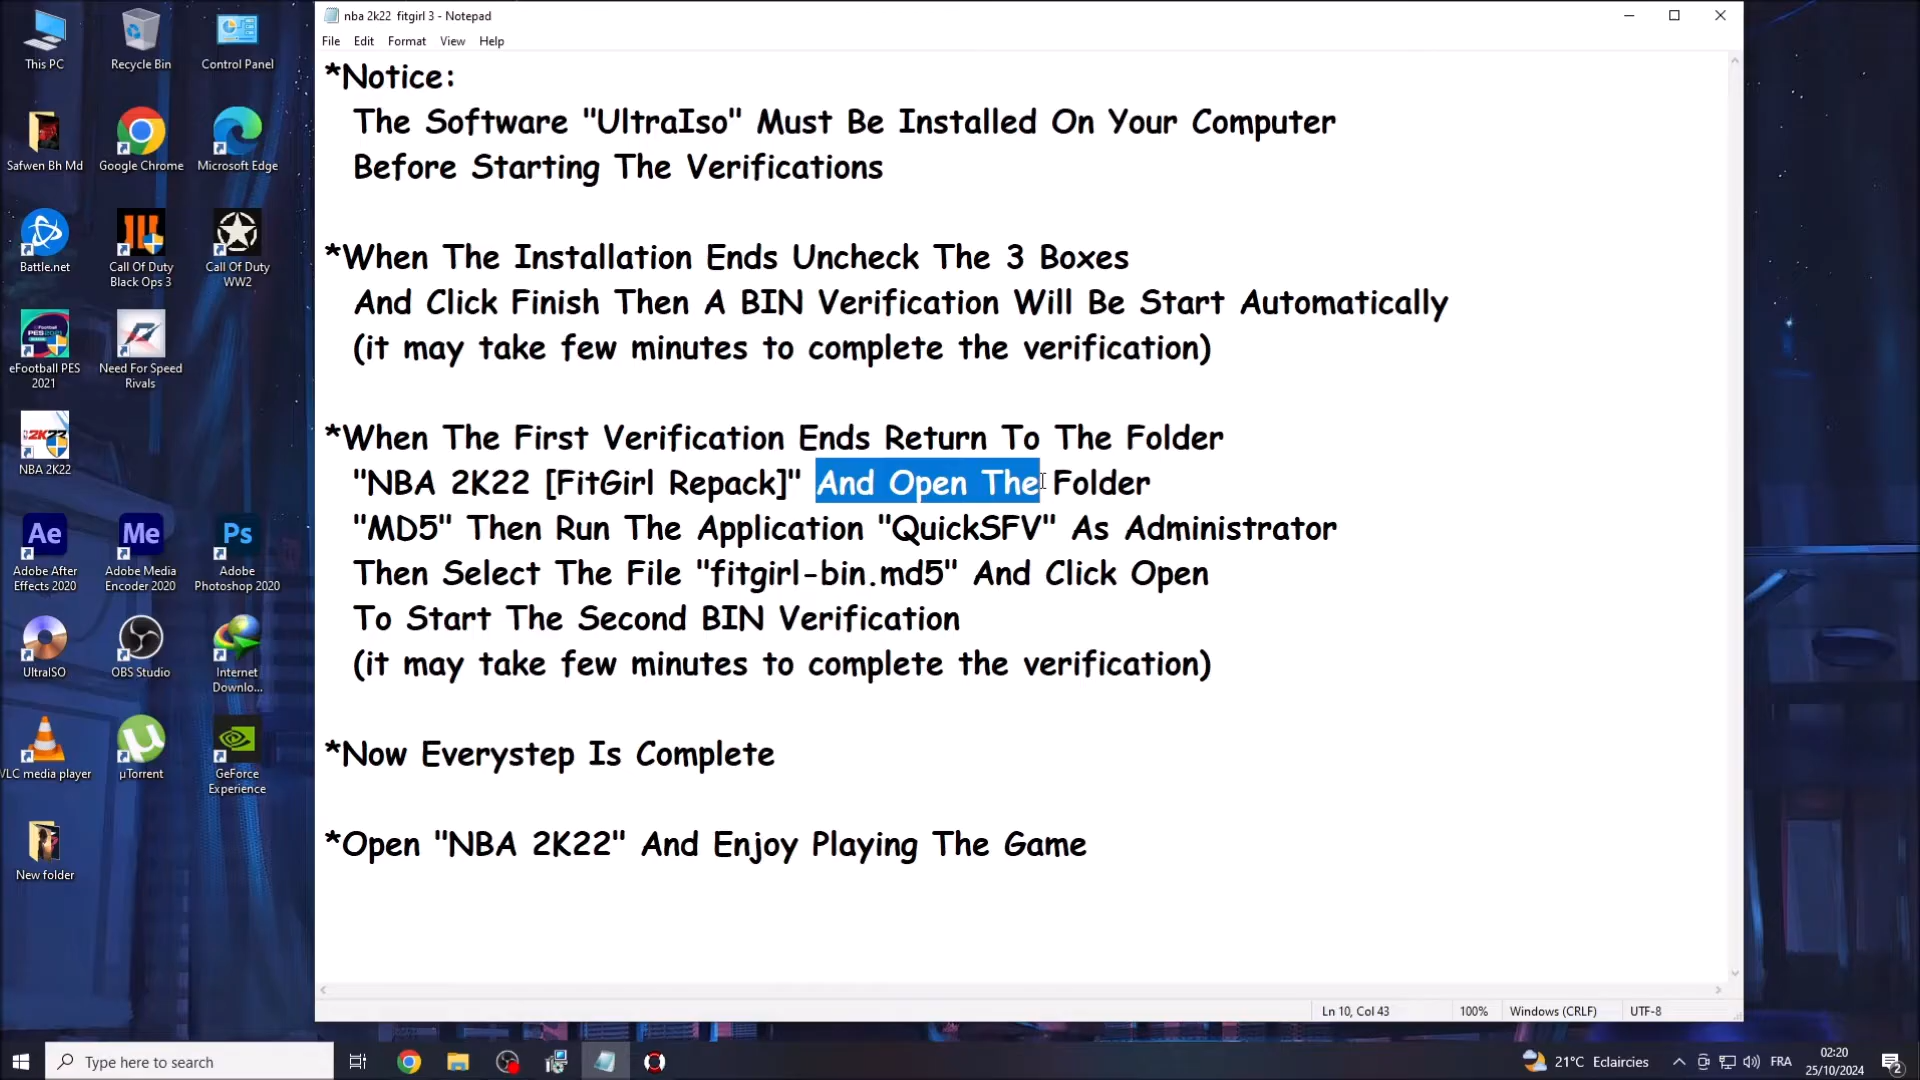 nba 2k22  fitgirl 3 - Notepad
File Edit Format View Help
*Notice:
The Software "UltraIso" Must Be Installed On Your Computer
Before Starting The Verifications
*When The Installation Ends Uncheck The 3 Boxes
And Click Finish Then A BIN Verification Will Be Start Automatically
(it may take few minutes to complete the verification)
*When The First Verification Ends Return To The Folder
"NBA 2K22 [FitGirl Repack]" And Open The Folder
"MD5" Then Run The Application "QuickSFV" As Administrator
Then Select The File "fitgirl-bin.md5" And Click Open
To Start The Second BIN Verification
(it may take few minutes to complete the verification)
*Now Everystep Is Complete
*Open "NBA 2K22" And Enjoy Playing The Game
Ln 10, Col 43 100% Windows (CRLF) UTF-8
This PC
Recycle Bin
Control Panel
Safwen Bh Md
Google Chrome
Microsoft Edge
Battle.net
Call Of Duty
Black Ops 3
Call Of Duty
WW2
eFootball PES
2021
Need For Speed
Rivals
NBA 2K22
Ae
Adobe After
Effects 2020
Me
Adobe Media
Encoder 2020
Ps
Adobe
Photoshop 2020
UltraISO
OBS Studio
Internet
Downlo...
VLC media player
µTorrent
GeForce
Experience
New folder
Type here to search
21°C Eclaircies
FRA
02:20
25/10/2024
2